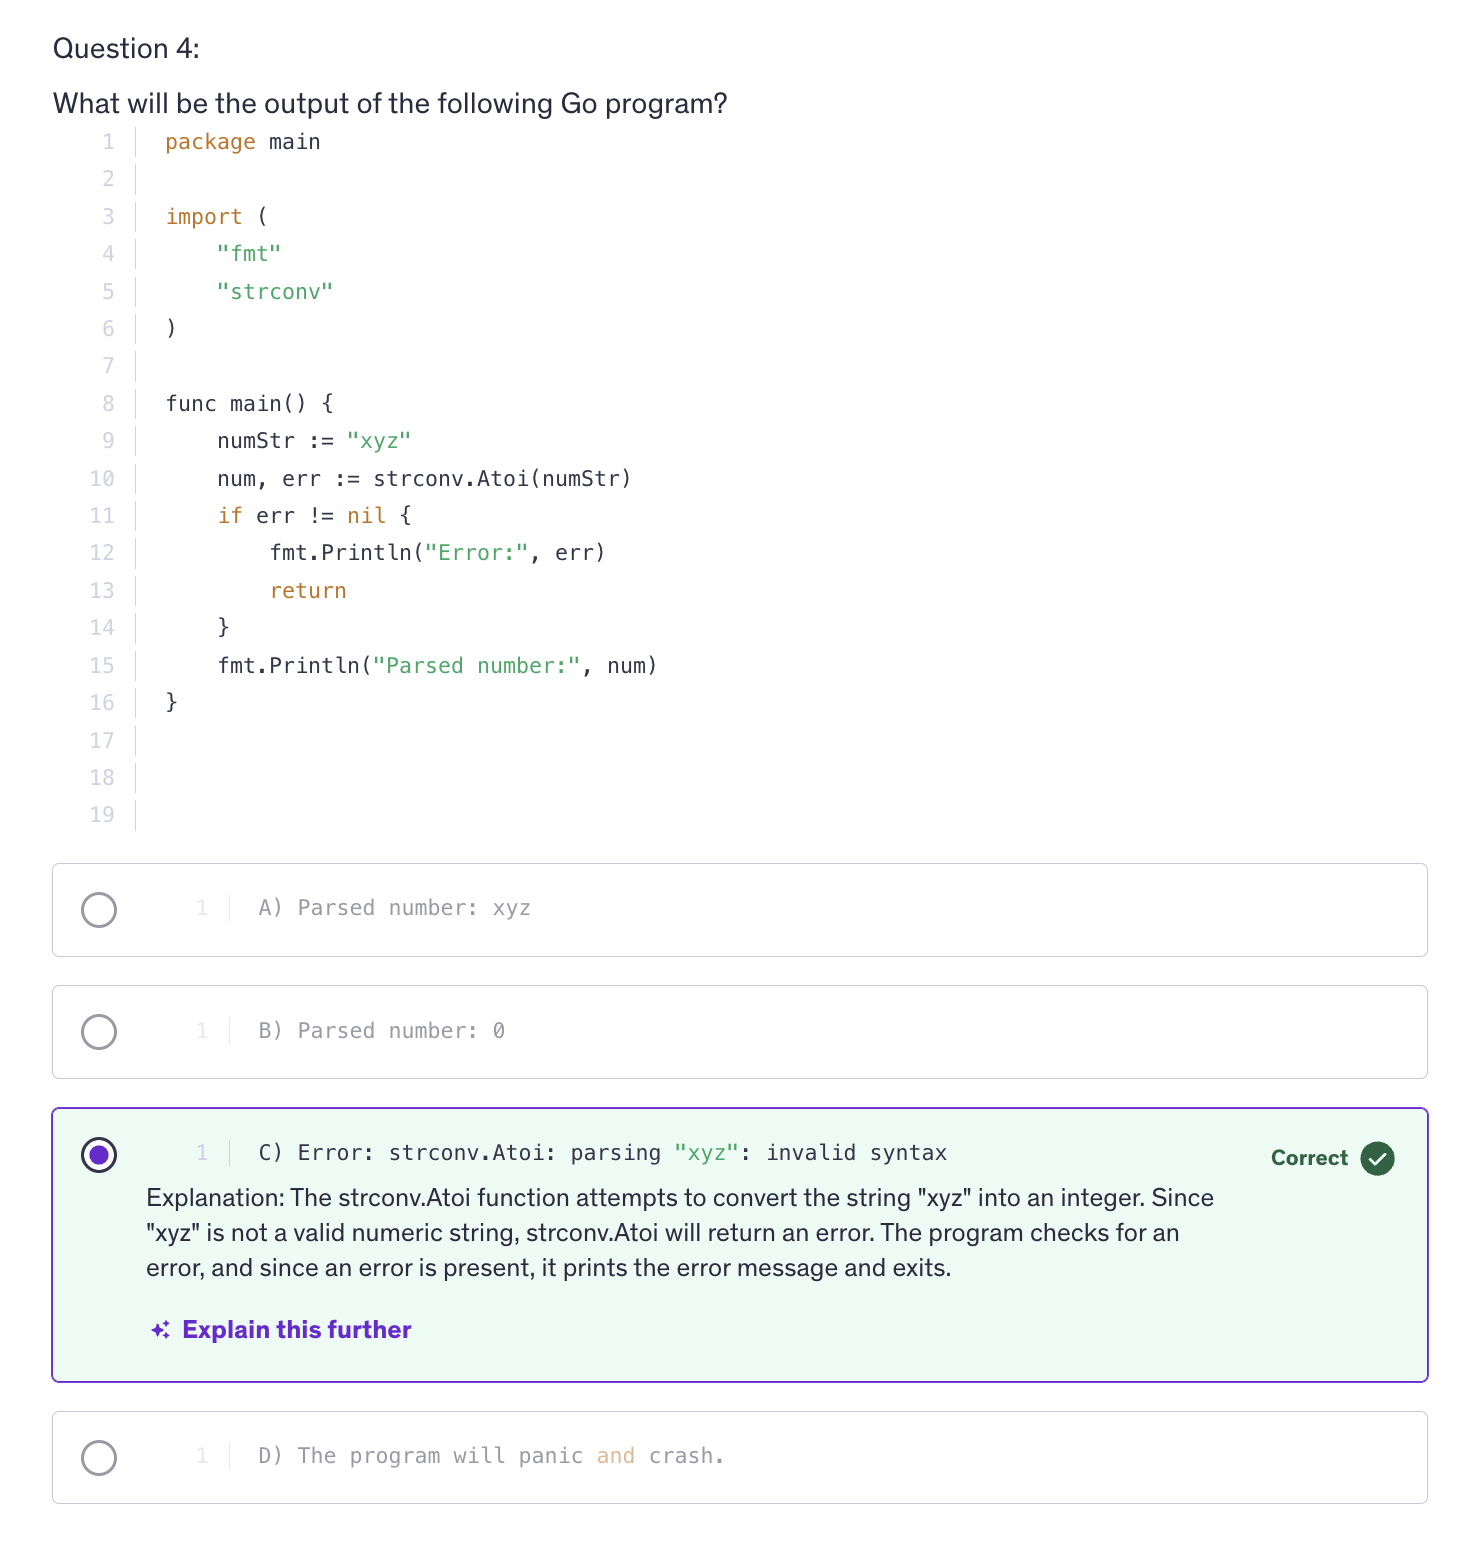 Question 4:
What will be the output of the following Go program?
1 package main
2
3 import (
4     "fmt"
5     "strconv"
6 )
7
8 func main() {
9     numStr := "xyz"
10     num, err := strconv.Atoi(numStr)
11     if err != nil {
12         fmt.Println("Error:", err)
13         return
14     }
15     fmt.Println("Parsed number:", num)
16 }
17
18
19
1 A) Parsed number: xyz
1 B) Parsed number: 0
1 C) Error: strconv.Atoi: parsing "xyz": invalid syntax
Correct
Explanation: The strconv.Atoi function attempts to convert the string "xyz" into an integer. Since
"xyz" is not a valid numeric string, strconv.Atoi will return an error. The program checks for an
error, and since an error is present, it prints the error message and exits.
Explain this further
1 D) The program will panic and crash.